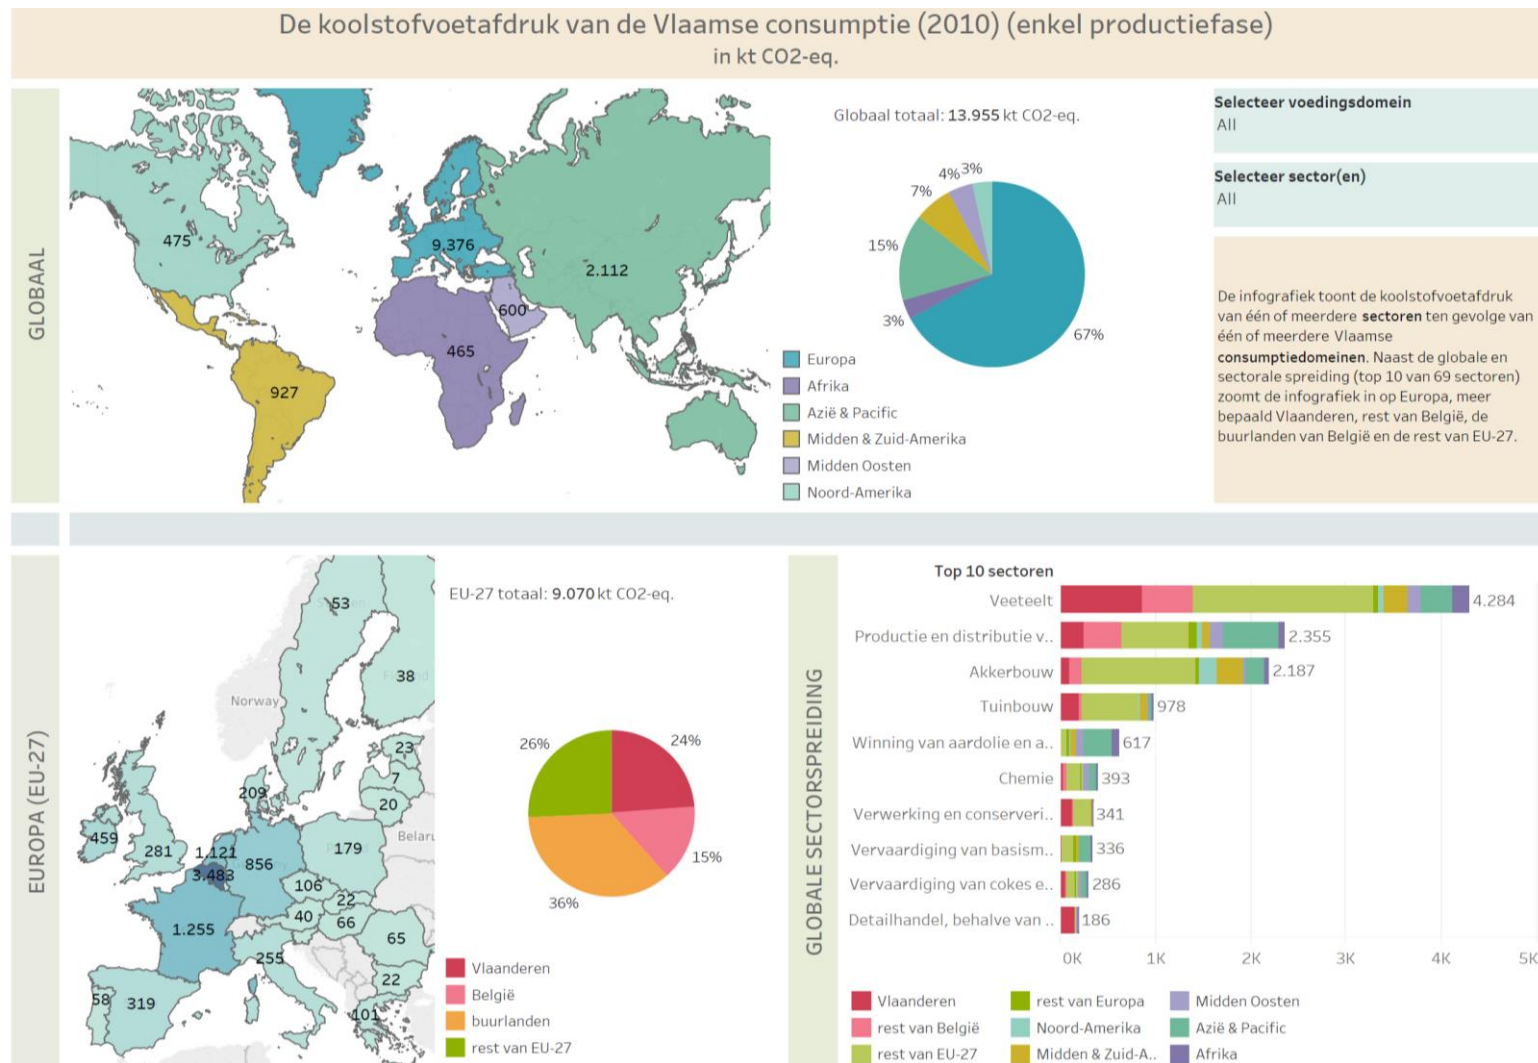 De koolstofvoetafdruk van de Vlaamse consumptie (2010) (enkel productiefase)
in kt CO2-eq.
GLOBAAL
475
9.376
2.112
600
465
927
Globaal totaal: 13.955 kt CO2-eq.
4%
3%
7%
15%
3%
67%
Europa
Afrika
Azië & Pacific
Midden & Zuid-Amerika
Midden Oosten
Noord-Amerika
Selecteer voedingsdomein
All
Selecteer sector(en)
All
De infografiek toont de koolstofvoetafdruk
van één of meerdere sectoren ten gevolge van
één of meerdere Vlaamse
consumptiedomeinen. Naast de globale en
sectorale spreiding (top 10 van 69 sectoren)
zoomt de infografiek in op Europa, meer
bepaald Vlaanderen, rest van België, de
buurlanden van België en de rest van EU-27.
EUROPA (EU-27)
53
38
Norway
23
7
209
20
459
281
1.121
856
179
Belaru
3.483
106
22
40
66
1.255
65
255
22
58
319
101
EU-27 totaal: 9.070 kt CO2-eq.
26%
24%
15%
36%
Vlaanderen
België
buurlanden
rest van EU-27
GLOBALE SECTORSPREIDING
Top 10 sectoren
Veeteelt 4.284
Productie en distributie v.. 2.355
Akkerbouw 2.187
Tuinbouw 978
Winning van aardolie en a.. 617
Chemie 393
Verwerking en conserveri.. 341
Vervaardiging van basism.. 336
Vervaardiging van cokes e.. 286
Detailhandel, behalve van .. 186
0K 1K 2K 3K 4K 5K
Vlaanderen rest van Europa Midden Oosten
rest van België Noord-Amerika Azië & Pacific
rest van EU-27 Midden & Zuid-A.. Afrika